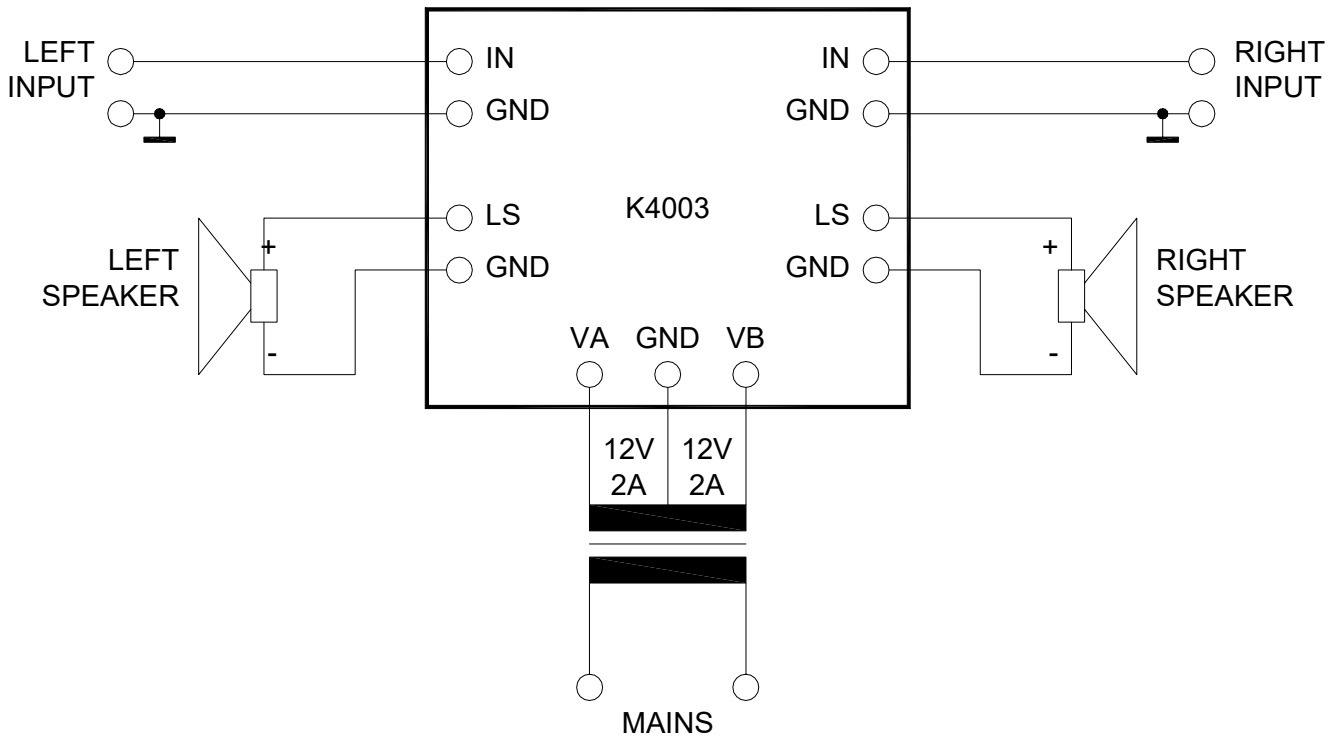 LEFT
INPUT
IN
GND
IN
GND
RIGHT
INPUT
K4003
LEFT
SPEAKER
+
-
LS
GND
LS
GND
+
-
RIGHT
SPEAKER
VA GND VB
12V 12V
2A 2A
MAINS